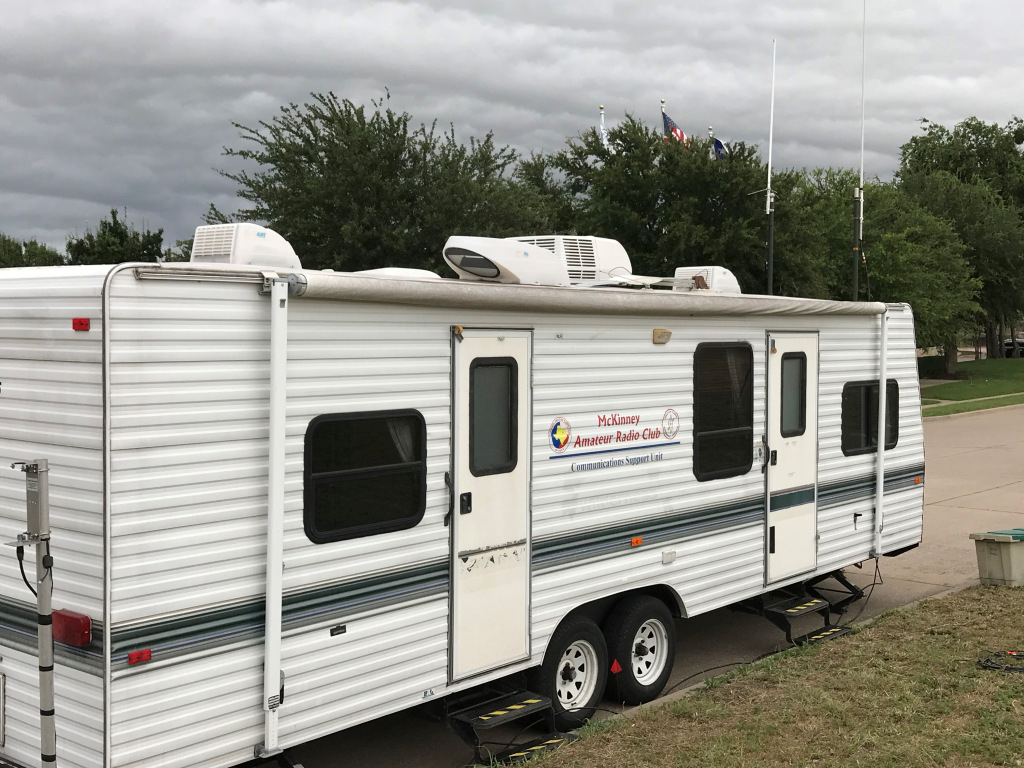 McKinney
Amateur Radio Club
Communications Support Unit